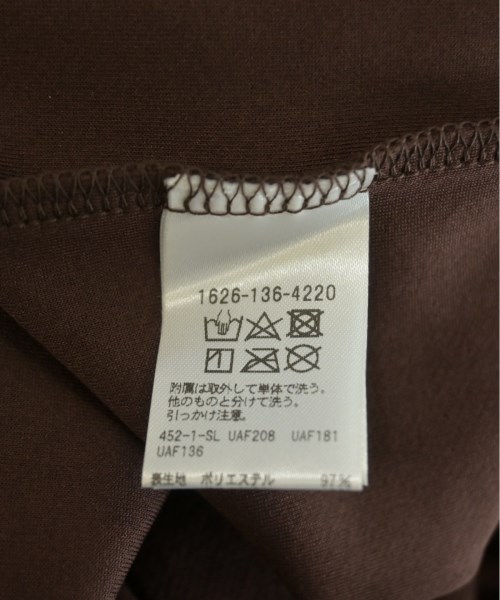 1626-136-4220
附属は取外して単体で洗う。
他のものと分けて洗う。
引っかけ注意。
452-1-SL UAF208 UAF181
UAF136
表生地 ポリエステル 97%